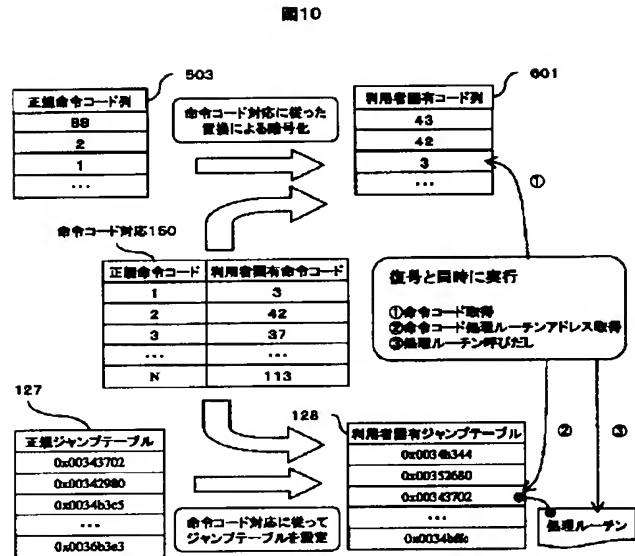 図10
503
601
正規命令コード列
88
2
1
...
命令コード対応に従った
置換による暗号化
利用者固有コード列
43
42
3
...
①
命令コード対応150
正規命令コード 利用者固有命令コード
1 3
2 42
3 37
... ...
N 113
復号と同時に実行
①命令コード取得
②命令コード処理ルーチンアドレス取得
③処理ルーチン呼びだし
127
正規ジャンプテーブル
0x00343702
0x00342980
0x0034b3c5
...
0x0036b3e3
命令コード対応に従って
ジャンプテーブルを設定
128
利用者固有ジャンプテーブル
0x0034b344
0x00352680
0x00343702
...
②
③
処理ルーチン